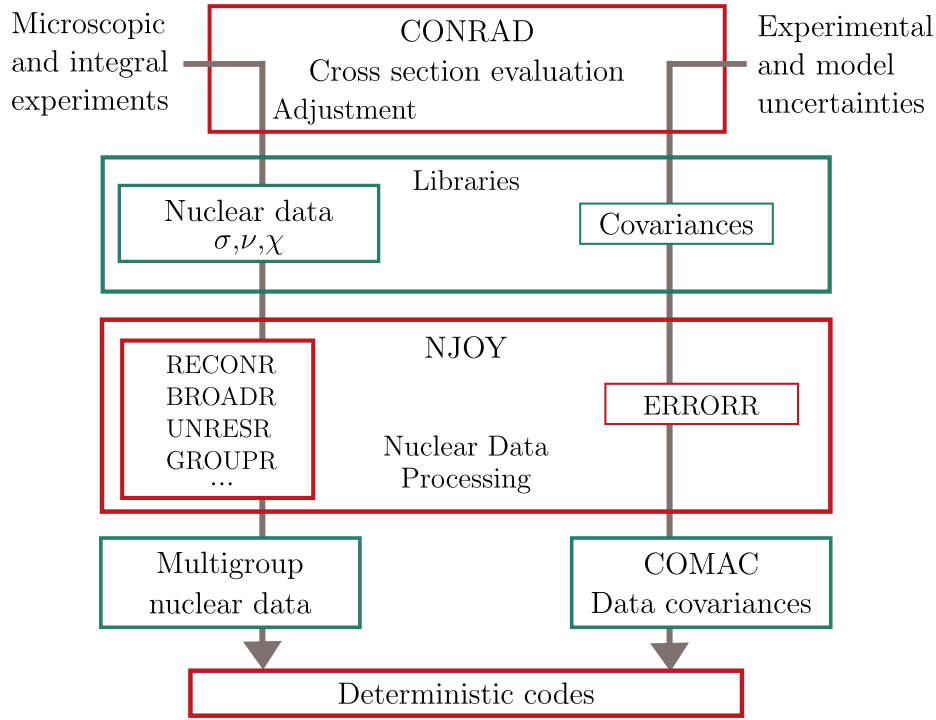 Microscopic
and integral
experiments
CONRAD
Cross section evaluation
Adjustment
Experimental
and model
uncertainties
Libraries
Nuclear data
σ,ν,χ
Covariances
NJOY
RECONR
BROADR
UNRESR
GROUPR
...
ERRORR
Nuclear Data
Processing
Multigroup
nuclear data
COMAC
Data covariances
Deterministic codes